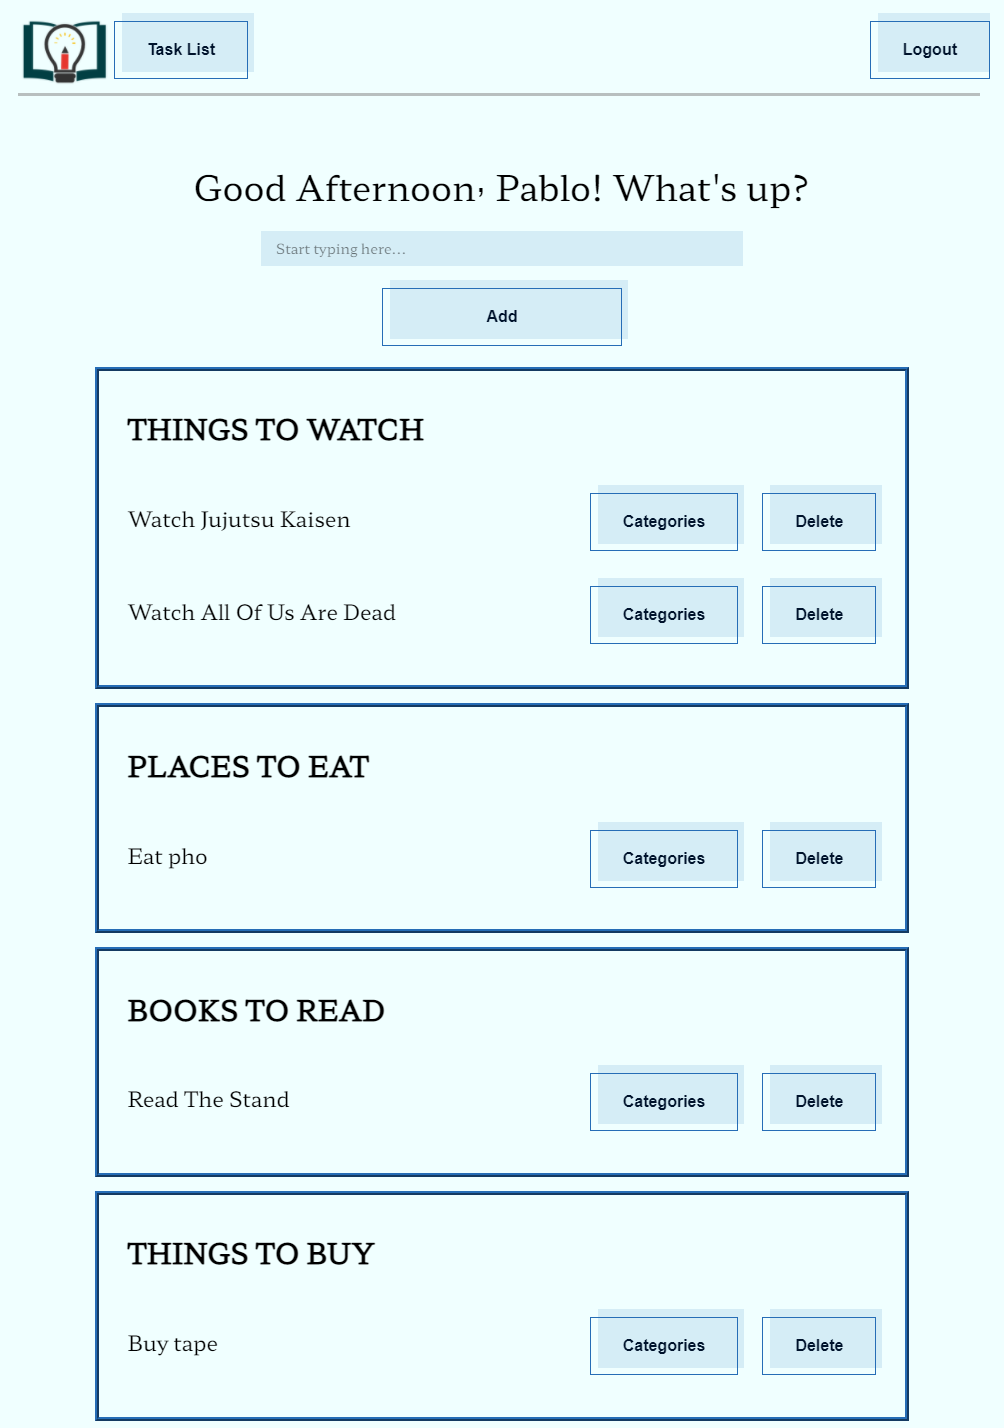 Task List
Logout
Good Afternoon, Pablo! What's up?
Start typing here...
Add
THINGS TO WATCH
Watch Jujutsu Kaisen Categories Delete
Watch All Of Us Are Dead Categories Delete
PLACES TO EAT
Eat pho Categories Delete
BOOKS TO READ
Read The Stand Categories Delete
THINGS TO BUY
Buy tape Categories Delete